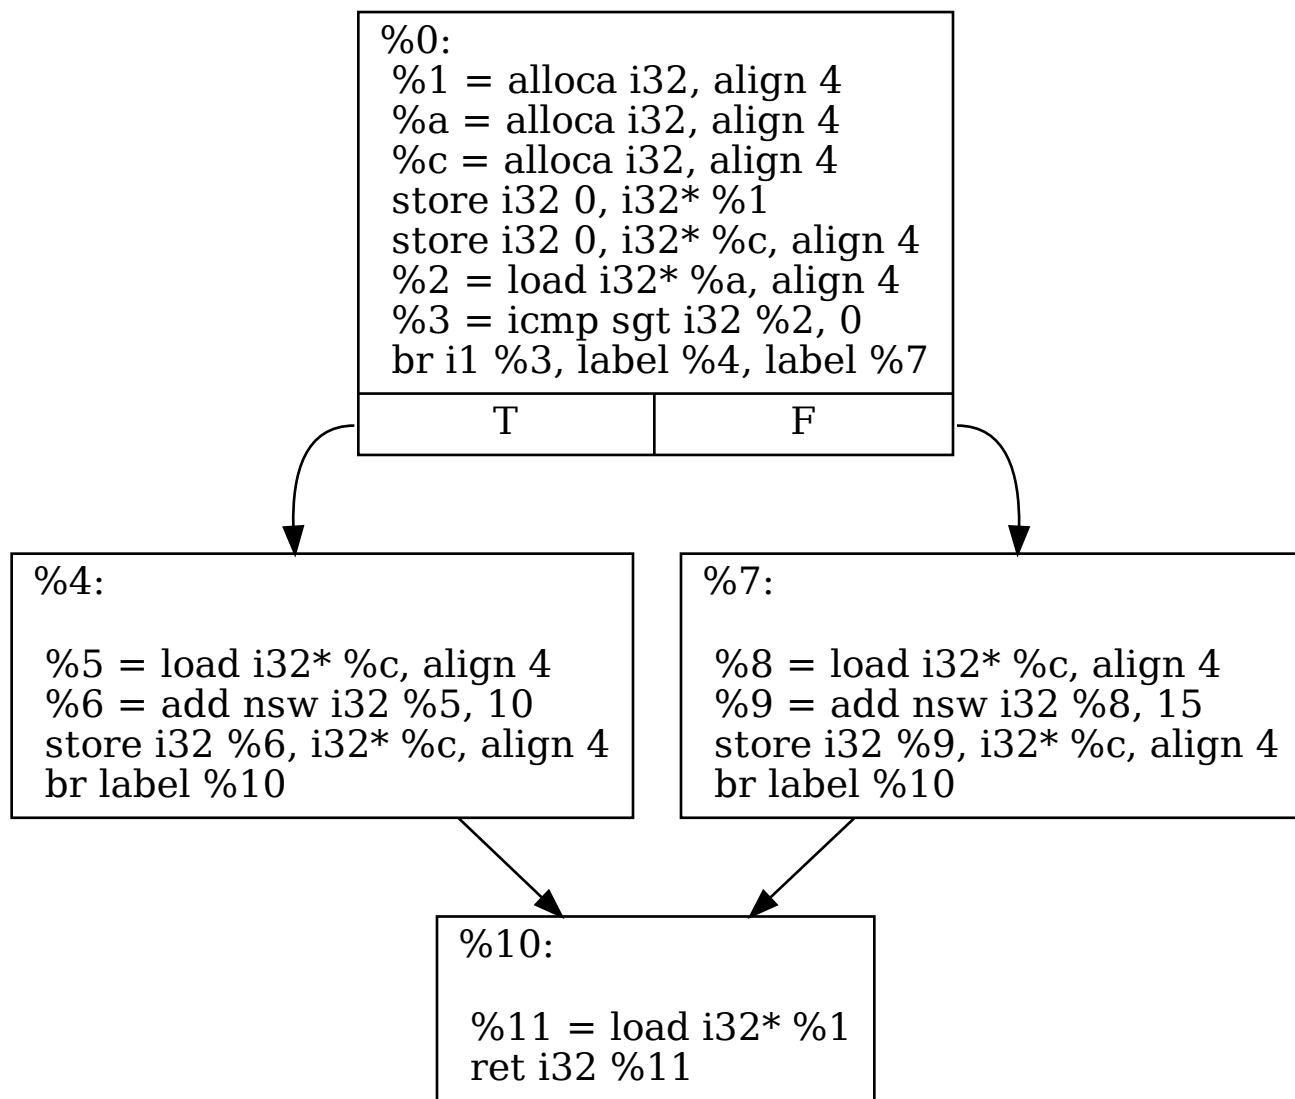 %0:
%1 = alloca i32, align 4
%a = alloca i32, align 4
%c = alloca i32, align 4
store i32 0, i32* %1
store i32 0, i32* %c, align 4
%2 = load i32* %a, align 4
%3 = icmp sgt i32 %2, 0
br i1 %3, label %4, label %7
T
F
%4:
%5 = load i32* %c, align 4
%6 = add nsw i32 %5, 10
store i32 %6, i32* %c, align 4
br label %10
%7:
%8 = load i32* %c, align 4
%9 = add nsw i32 %8, 15
store i32 %9, i32* %c, align 4
br label %10
%10:
%11 = load i32* %1
ret i32 %11